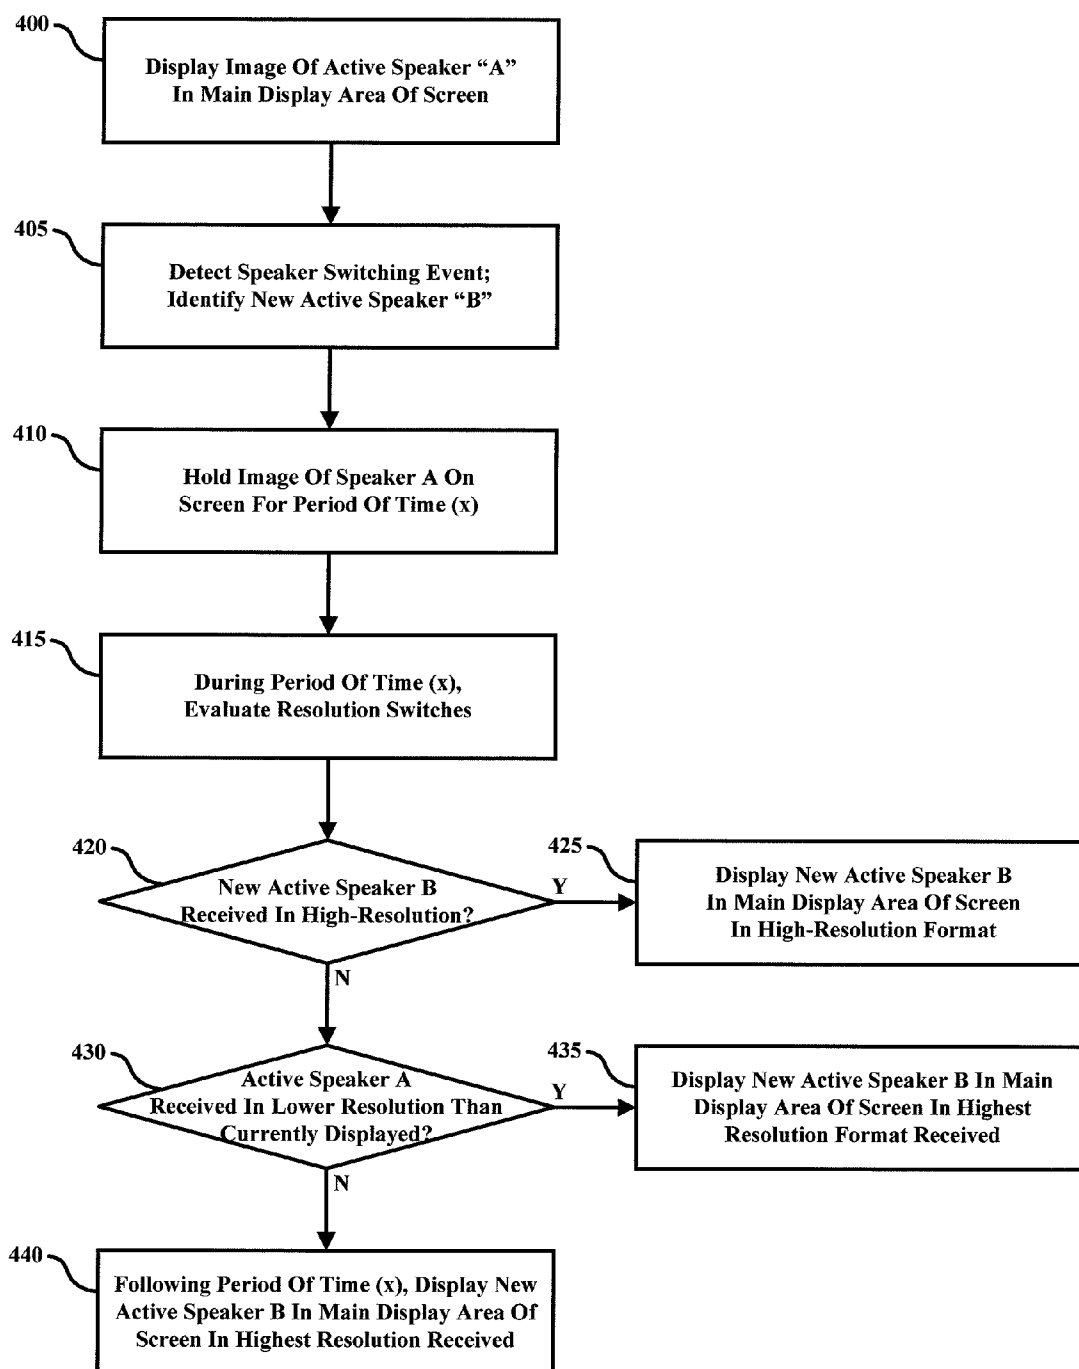 400
Display Image Of Active Speaker “A”
In Main Display Area Of Screen
405
Detect Speaker Switching Event;
Identify New Active Speaker “B”
410
Hold Image Of Speaker A On
Screen For Period Of Time (x)
415
During Period Of Time (x),
Evaluate Resolution Switches
420
New Active Speaker B
Received In High-Resolution?
Y
N
425
Display New Active Speaker B
In Main Display Area Of Screen
In High-Resolution Format
430
Active Speaker A
Received In Lower Resolution Than
Currently Displayed?
Y
N
435
Display New Active Speaker B In Main
Display Area Of Screen In Highest
Resolution Format Received
440
Following Period Of Time (x), Display New
Active Speaker B In Main Display Area Of
Screen In Highest Resolution Received